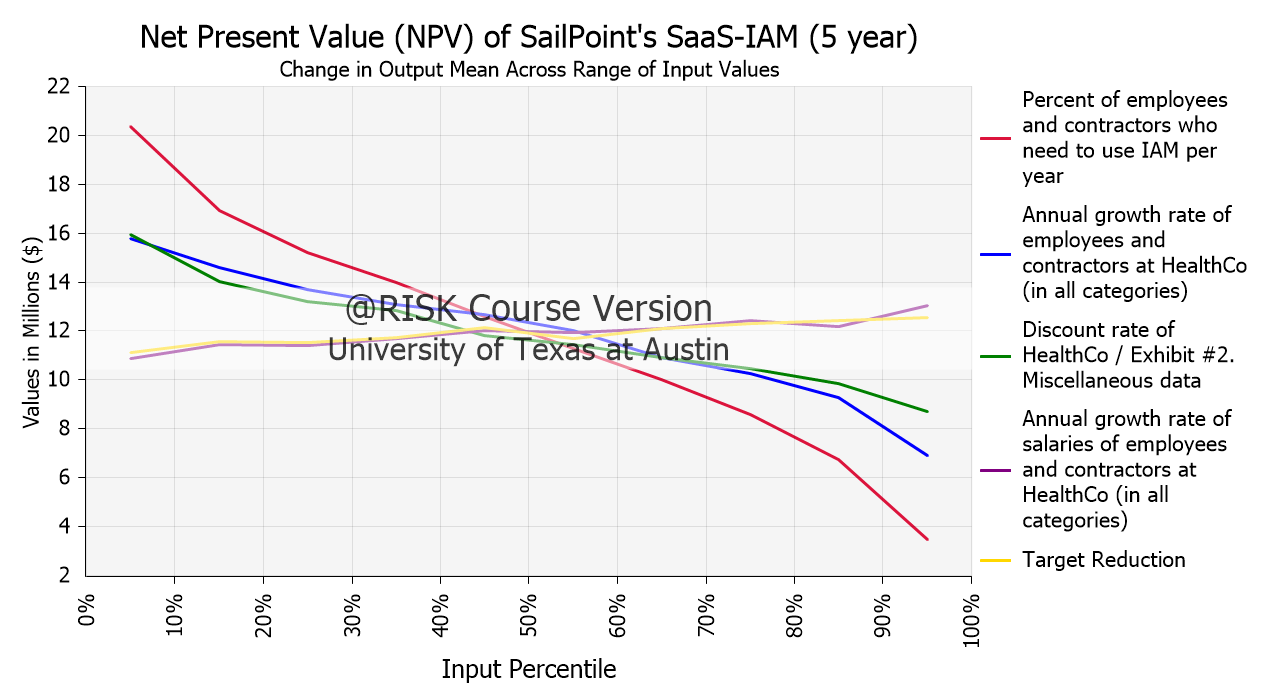 Net Present Value (NPV) of SailPoint's SaaS-IAM (5 year)
Change in Output Mean Across Range of Input Values
22
20
18
16
14
12
10
8
6
4
2
Values in Millions ($)
@RISK Course Version
University of Texas at Austin
0%
10%
20%
30%
40%
50%
60%
70%
80%
90%
100%
Input Percentile
Percent of employees
and contractors who
need to use IAM per
year
Annual growth rate of
employees and
contractors at HealthCo
(in all categories)
Discount rate of
HealthCo / Exhibit #2.
Miscellaneous data
Annual growth rate of
salaries of employees
and contractors at
HealthCo (in all
categories)
Target Reduction